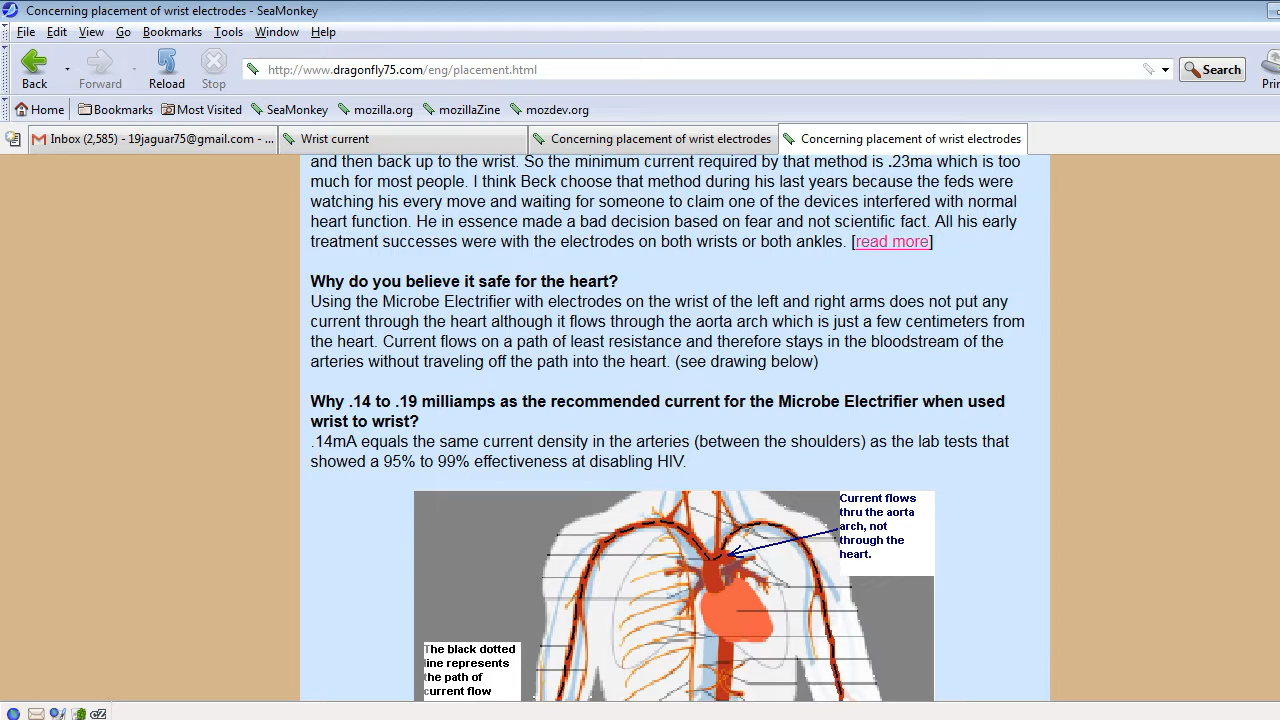 Concerning placement of wrist electrodes - SeaMonkey
File Edit View Go Bookmarks Tools Window Help
Back Forward Reload Stop http://www.dragonfly75.com/eng/placement.html Search
Home Bookmarks Most Visited SeaMonkey mozilla.org mozillaZine mozdev.org
Inbox (2,585) - 19jaguar75@gmail.com - ... Wrist current Concerning placement of wrist electrodes Concerning placement of wrist electrodes
and then back up to the wrist. So the minimum current required by that method is .23ma which is too
much for most people. I think Beck choose that method during his last years because the feds were
watching his every move and waiting for someone to claim one of the devices interfered with normal
heart function. He in essence made a bad decision based on fear and not scientific fact. All his early
treatment successes were with the electrodes on both wrists or both ankles. [read more]
Why do you believe it safe for the heart?
Using the Microbe Electrifier with electrodes on the wrist of the left and right arms does not put any
current through the heart although it flows through the aorta arch which is just a few centimeters from
the heart. Current flows on a path of least resistance and therefore stays in the bloodstream of the
arteries without traveling off the path into the heart. (see drawing below)
Why .14 to .19 milliamps as the recommended current for the Microbe Electrifier when used
wrist to wrist?
.14mA equals the same current density in the arteries (between the shoulders) as the lab tests that
showed a 95% to 99% effectiveness at disabling HIV.
Current flows
thru the aorta
arch, not
through the
heart.
The black dotted
line represents
the path of
current flow